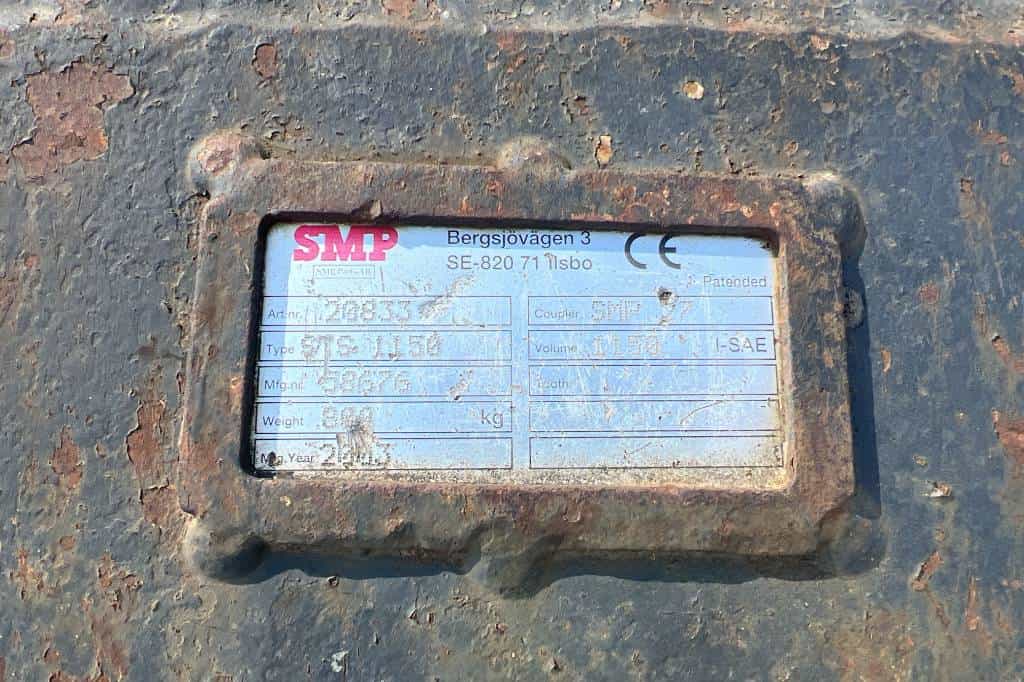 SMP
Bergsjövägen 3
SE-820 71 Ilsbo
CE
Patended
Art.nr. 20833
Coupler SMP
Type STS 1150
Volume 1150 l-SAE
Mfg.nr.
Tooth
Weight 800 kg
Mfg.Year